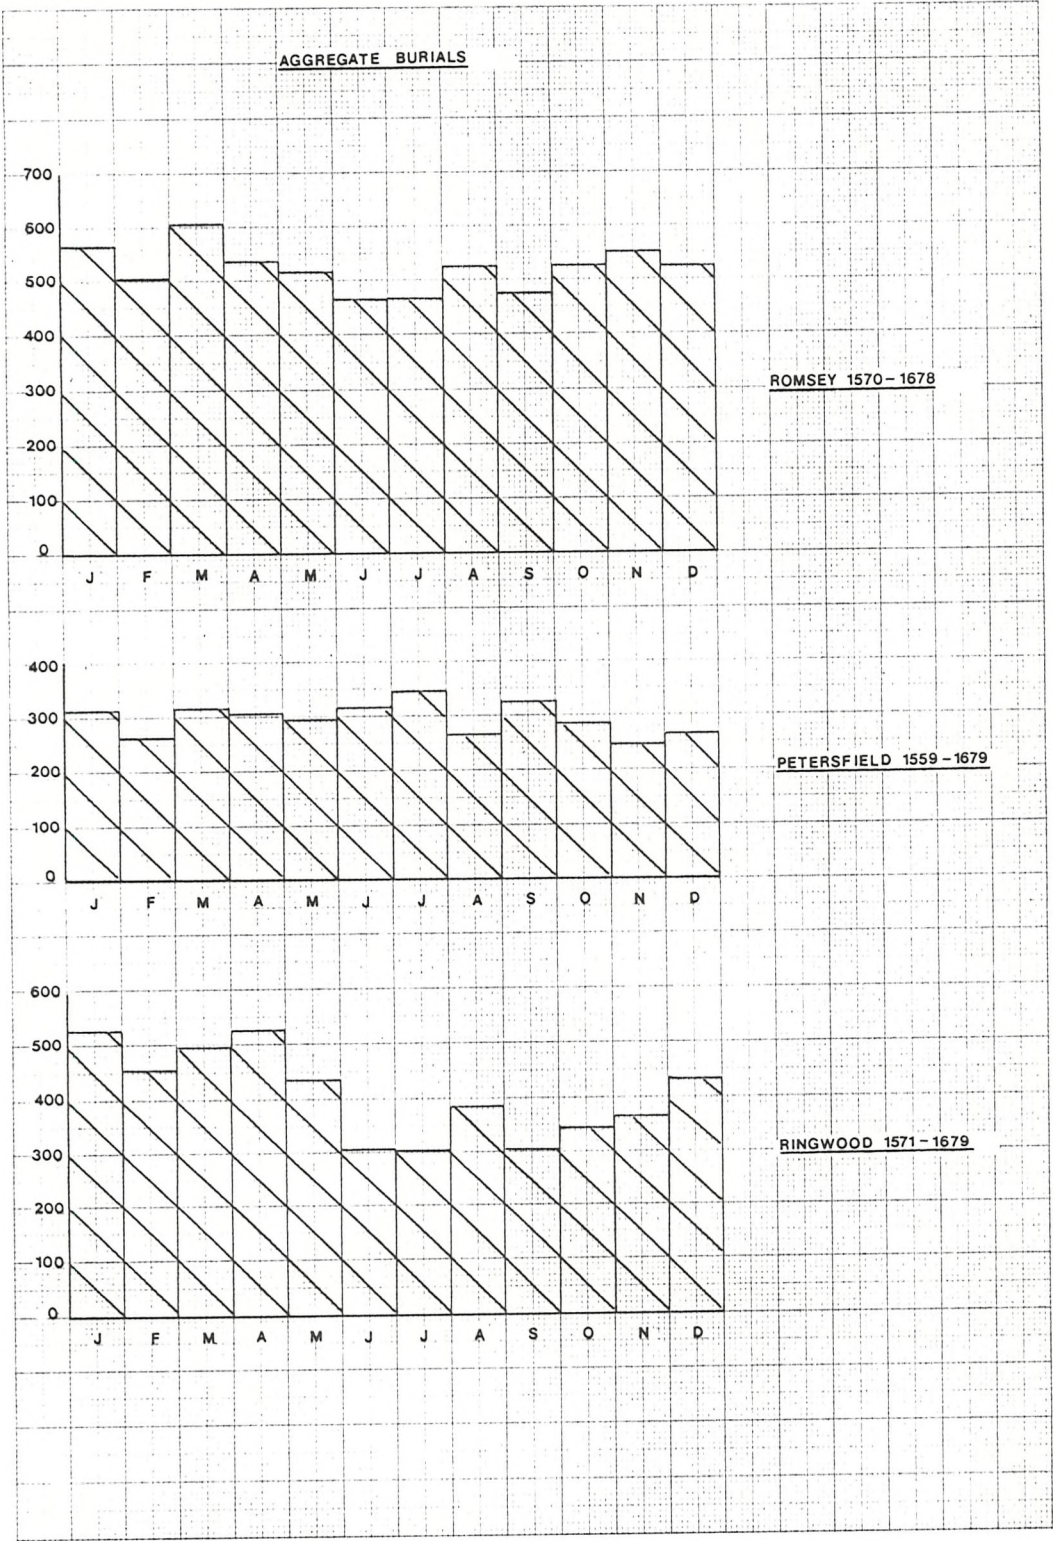 AGGREGATE BURIALS
700
600
500
400
300
200
100
0
J F M A M J J A S O N D
ROMSEY 1570-1678
400
300
200
100
0
J F M A M J J A S O N D
PETERSFIELD 1559-1679
600
500
400
300
200
100
0
J F M A M J J A S O N D
RINGWOOD 1571-1679